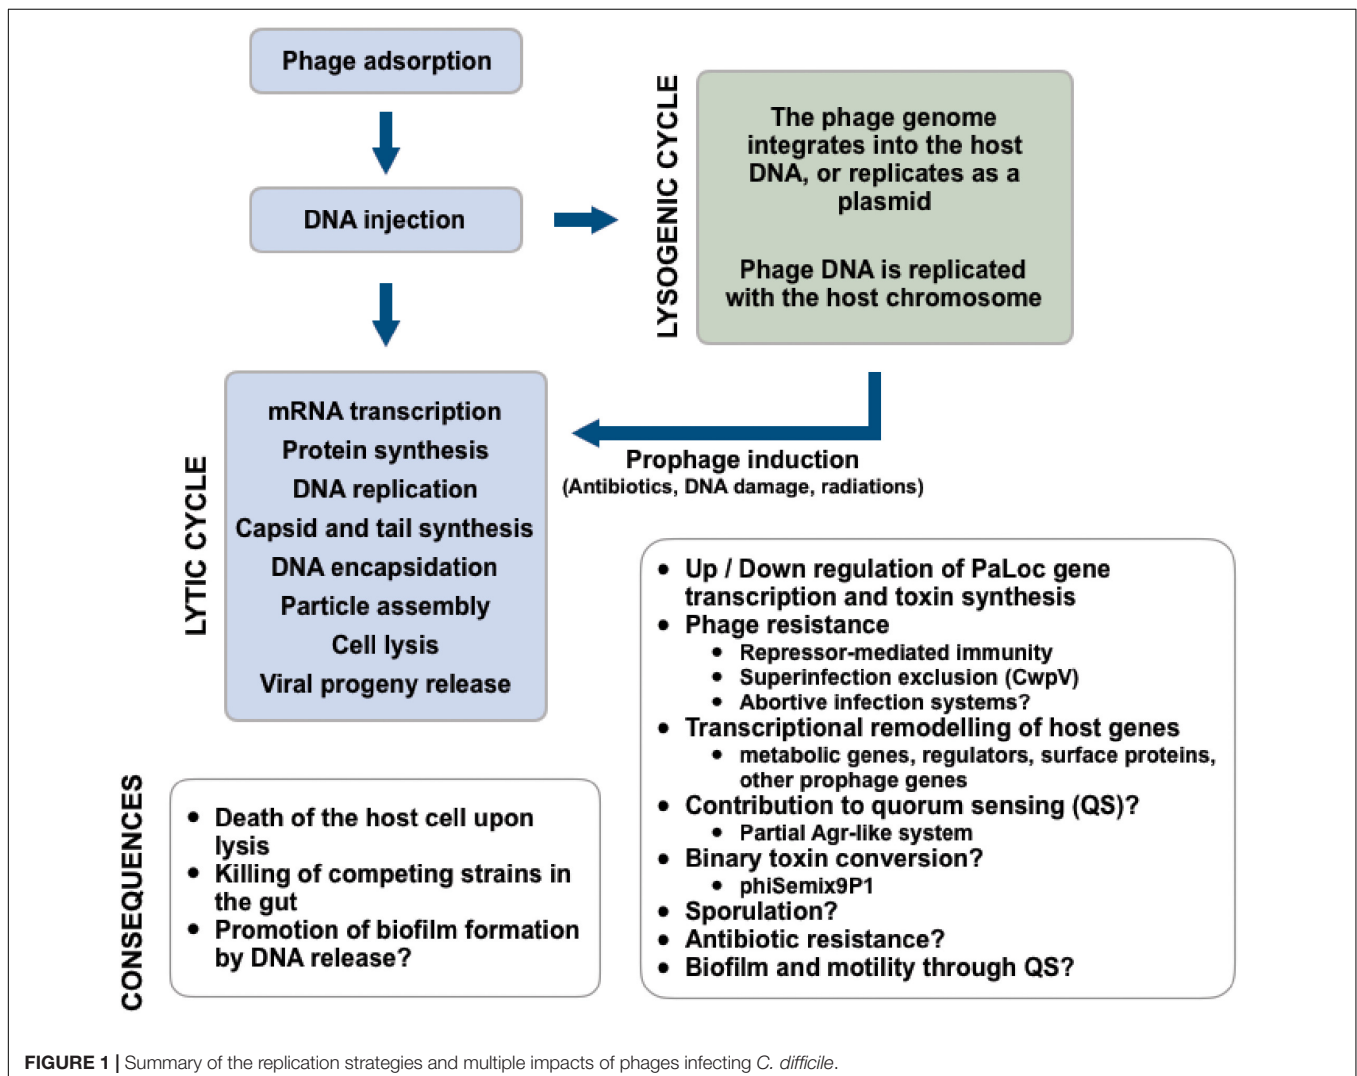 Phage adsorption
DNA injection
LYSOGENIC CYCLE
The phage genome
integrates into the host
DNA, or replicates as a
plasmid
Phage DNA is replicated
with the host chromosome
LYTIC CYCLE
mRNA transcription
Protein synthesis
DNA replication
Capsid and tail synthesis
DNA encapsidation
Particle assembly
Cell lysis
Viral progeny release
Prophage induction
(Antibiotics, DNA damage, radiations)
CONSEQUENCES
• Death of the host cell upon
lysis
• Killing of competing strains in
the gut
• Promotion of biofilm formation
by DNA release?
• Up / Down regulation of PaLoc gene
transcription and toxin synthesis
• Phage resistance
• Repressor-mediated immunity
• Superinfection exclusion (CwpV)
• Abortive infection systems?
• Transcriptional remodelling of host genes
• metabolic genes, regulators, surface proteins,
other prophage genes
• Contribution to quorum sensing (QS)?
• Partial Agr-like system
• Binary toxin conversion?
• phiSemix9P1
• Sporulation?
• Antibiotic resistance?
• Biofilm and motility through QS?
FIGURE 1 | Summary of the replication strategies and multiple impacts of phages infecting C. difficile.